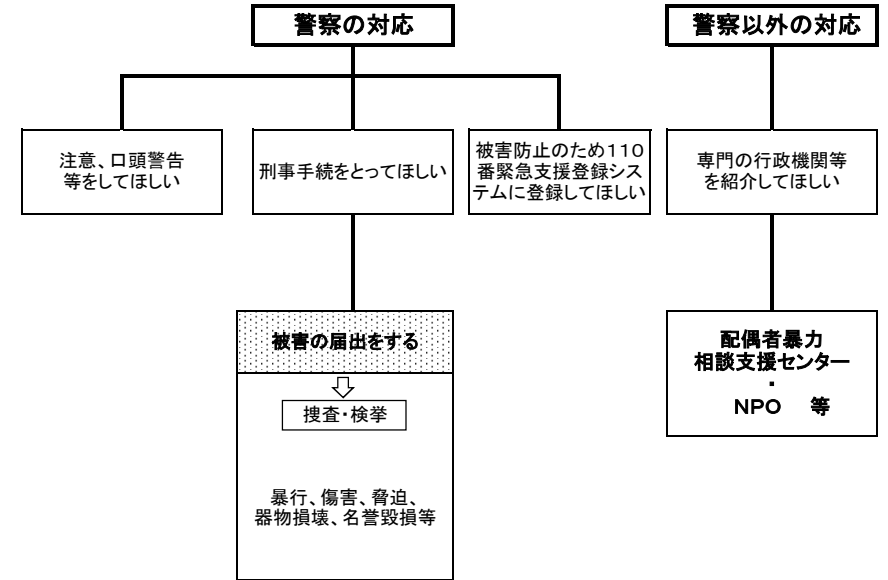 警察の対応
警察以外の対応
注意、口頭警告
等をしてほしい
刑事手続をとってほしい
被害防止のため110
番緊急支援登録シス
テムに登録してほしい
専門の行政機関等
を紹介してほしい
被害の届出をする
捜査・検挙
暴行、傷害、脅迫、
器物損壊、名誉毀損等
配偶者暴力
相談支援センター
・
NPO 等